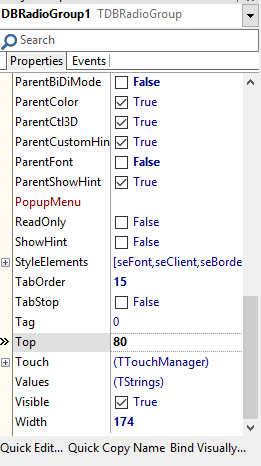 DBRadioGroup1 TDBRadioGroup
Search
Properties Events
ParentBiDiMode False
ParentColor True
ParentCtl3D True
ParentCustomHin True
ParentFont False
ParentShowHint True
PopupMenu
ReadOnly False
ShowHint False
StyleElements [seFont,seClient,seBorde
TabOrder 15
TabStop False
Tag 0
Top 80
Touch (TTouchManager)
Values (TStrings)
Visible True
Width 174
Quick Edit... Quick Copy Name Bind Visually...